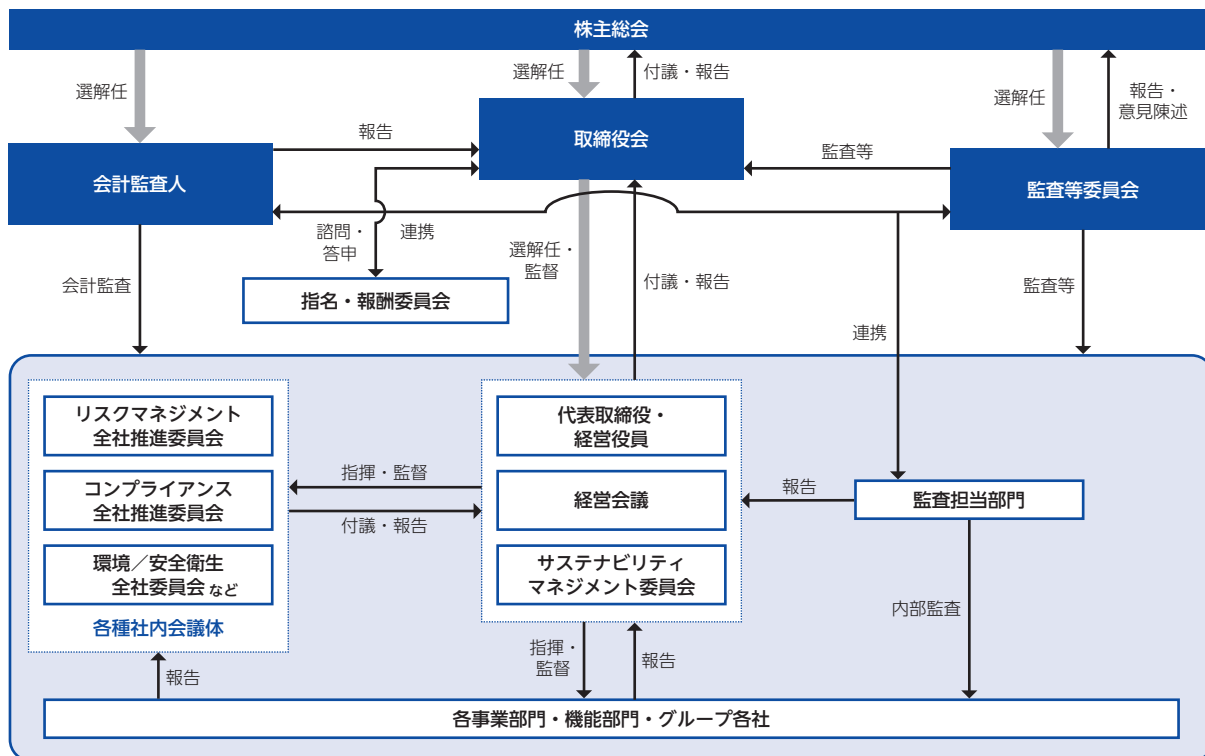 株主総会
選解任
選解任
付議・報告
選解任
報告・
意見陳述
報告
取締役会
監査等
会計監査人
監査等委員会
諮問・
答申
連携
選解任・
監督
付議・報告
会計監査
指名・報酬委員会
監査等
連携
リスクマネジメント
全社推進委員会
代表取締役・
経営役員
コンプライアンス
全社推進委員会
指揮・監督
付議・報告
経営会議
報告
監査担当部門
環境／安全衛生
全社委員会 など
サステナビリティ
マネジメント委員会
各種社内会議体
内部監査
報告
指揮・
監督
報告
各事業部門・機能部門・グループ各社